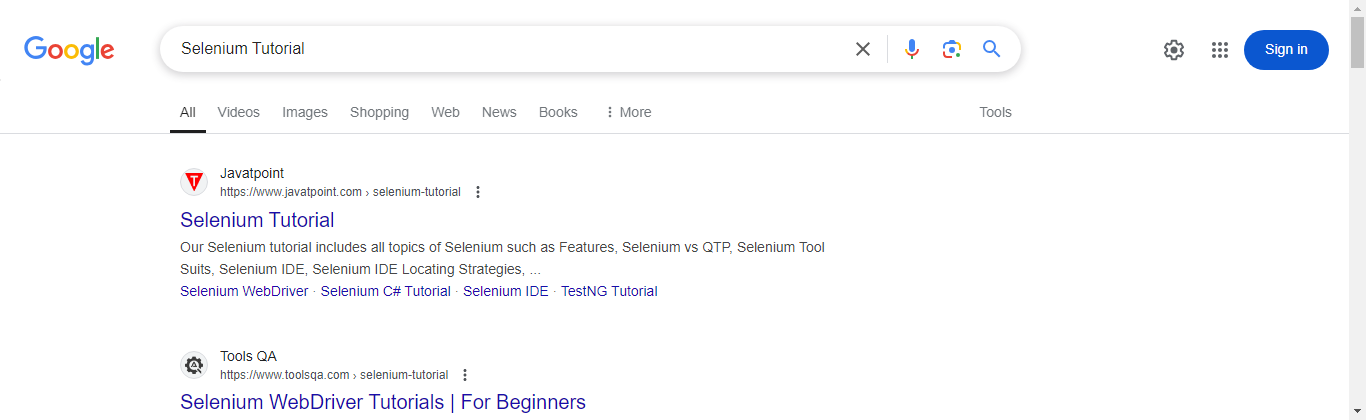 Google
Selenium Tutorial
Sign in
All Videos Images Shopping Web News Books More Tools
Javatpoint
https://www.javatpoint.com › selenium-tutorial
Selenium Tutorial
Our Selenium tutorial includes all topics of Selenium such as Features, Selenium vs QTP, Selenium Tool
Suits, Selenium IDE, Selenium IDE Locating Strategies, ...
Selenium WebDriver · Selenium C# Tutorial · Selenium IDE · TestNG Tutorial
Tools QA
https://www.toolsqa.com › selenium-tutorial
Selenium WebDriver Tutorials | For Beginners